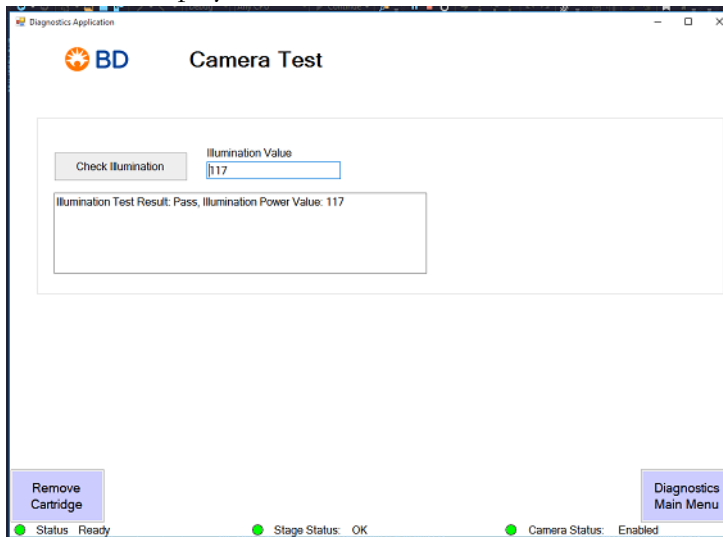 Diagnostics Application
BD
Camera Test
Check Illumination
Illumination Value
117
Illumination Test Result: Pass, Illumination Power Value: 117
Remove
Cartridge
Diagnostics
Main Menu
Status Ready
Stage Status: OK
Camera Status: Enabled